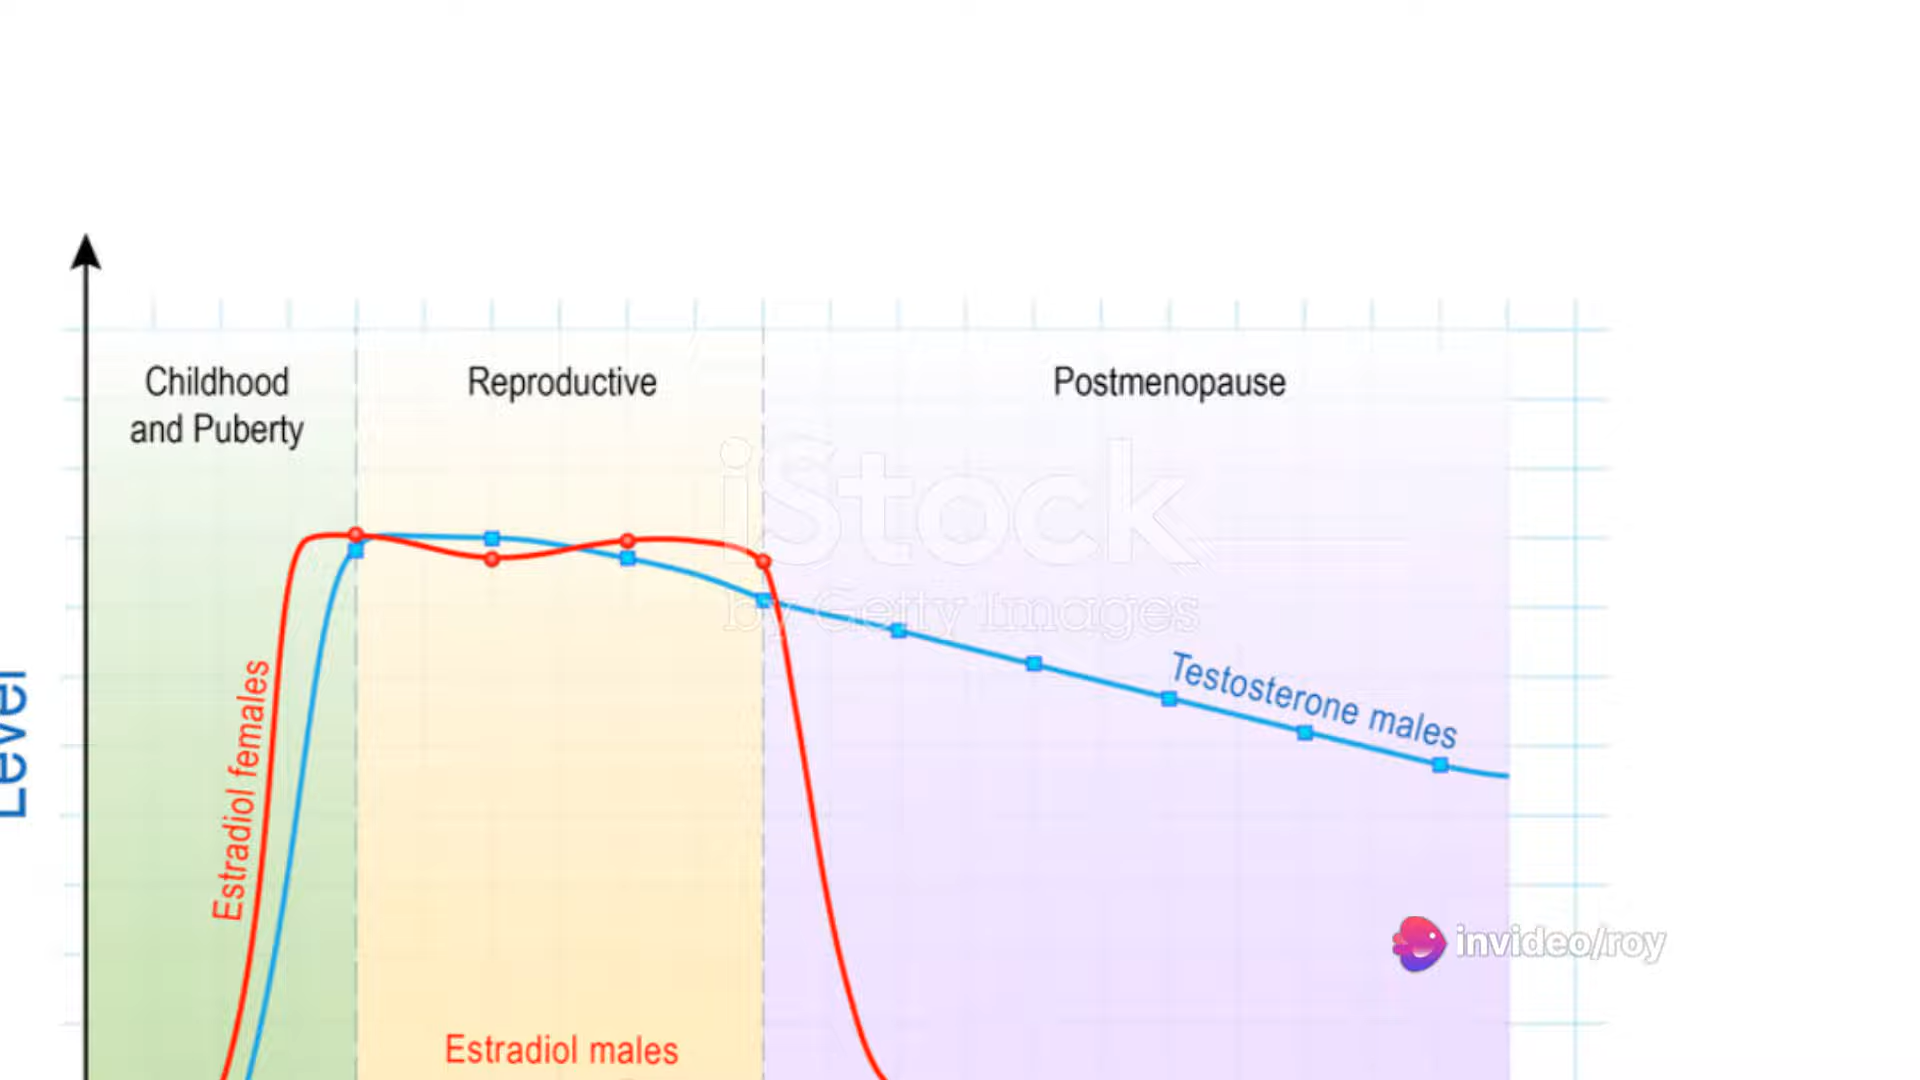 Childhood
and Puberty
Reproductive
Postmenopause
iStock
by Getty Images
Level
Estradiol females
Testosterone males
Estradiol males
invideo/roy